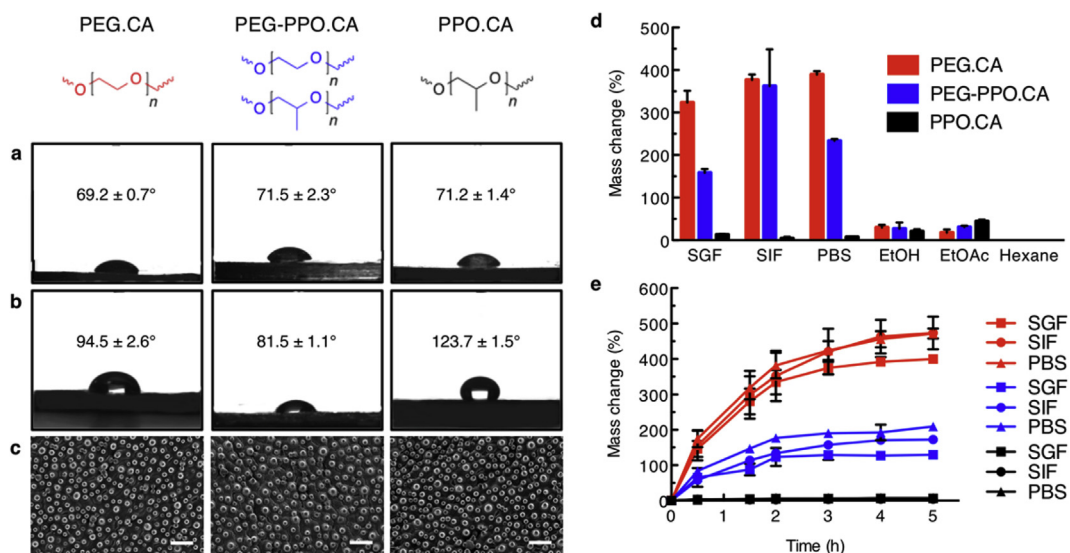 PEG.CA PEG-PPO.CA PPO.CA
O O n
O O n
O O n
O O n
a
69.2 ± 0.7° 71.5 ± 2.3° 71.2 ± 1.4°
b
94.5 ± 2.6° 81.5 ± 1.1° 123.7 ± 1.5°
c
d
Mass change (%)
500
400
300
200
100
0
PEG.CA
PEG-PPO.CA
PPO.CA
SGF SIF PBS EtOH EtOAc Hexane
e
Mass change (%)
600
500
400
300
200
100
0
0 1 2 3 4 5
Time (h)
SGF
SIF
PBS
SGF
SIF
PBS
SGF
SIF
PBS